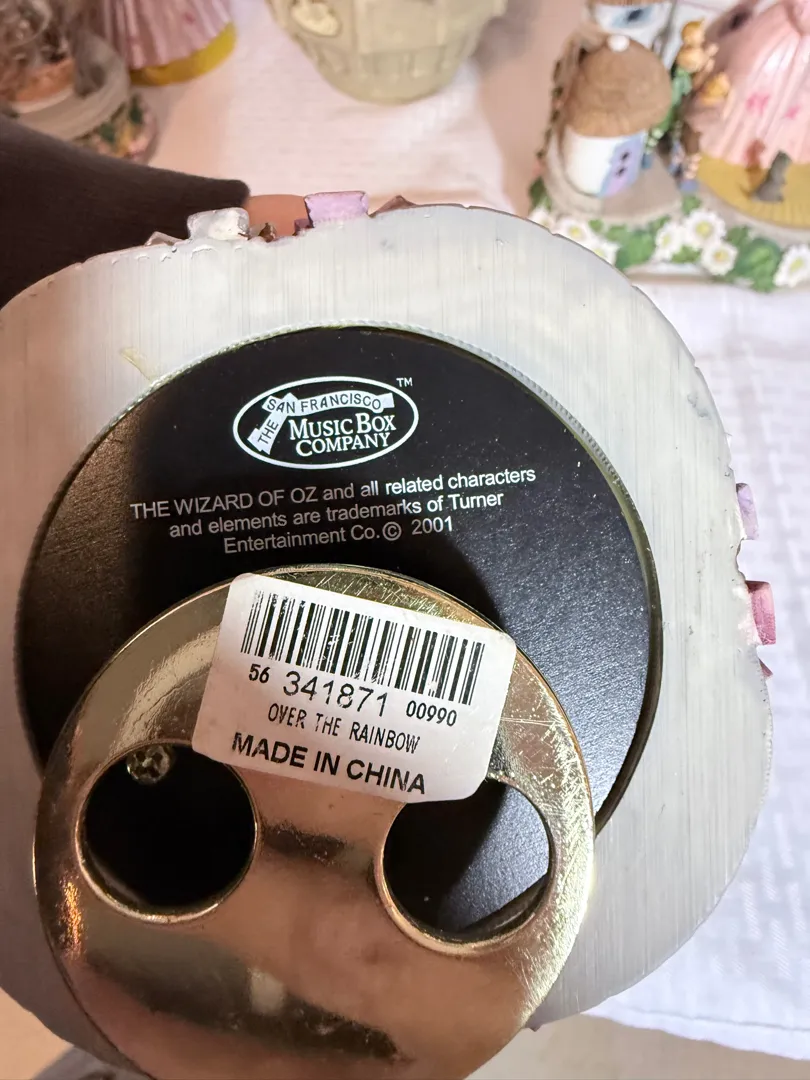 THE SAN FRANCISCO
MUSIC BOX
COMPANY
TM
THE WIZARD OF OZ and all related characters
and elements are trademarks of Turner
Entertainment Co. © 2001
56 341871 00990
OVER THE RAINBOW
MADE IN CHINA